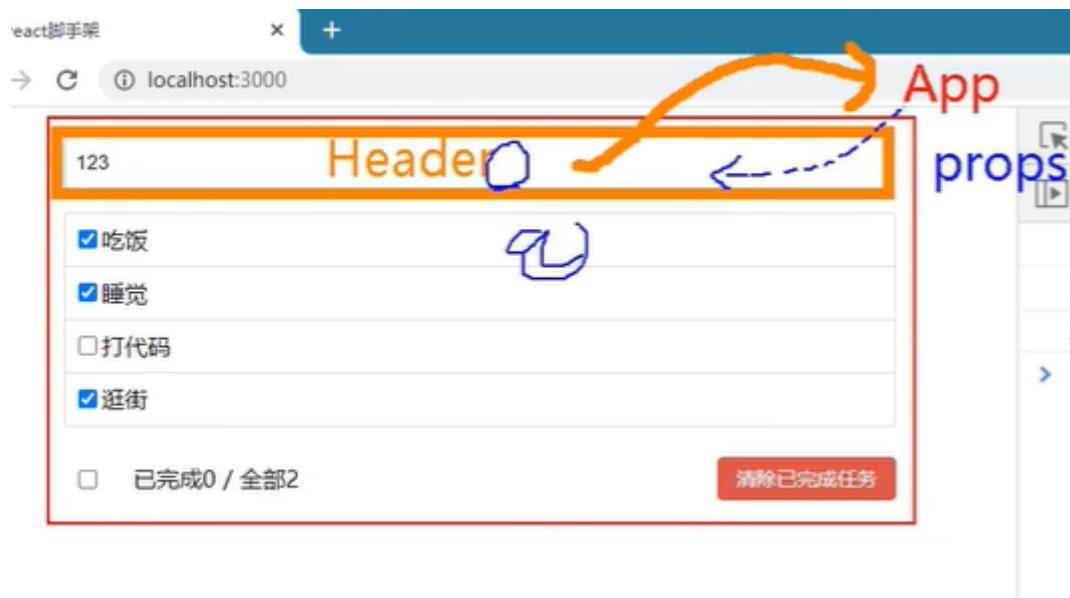 react脚手架
localhost:3000
App
123
Header
props
吃饭
睡觉
打代码
逛街
已完成0 / 全部2
清除已完成任务